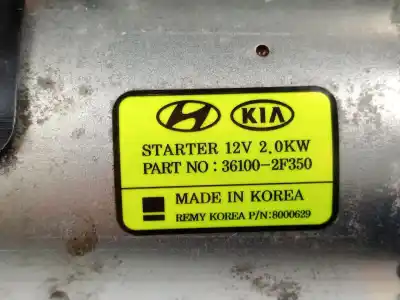 KIA
STARTER 12V 2.0KW
PART NO : 36100-2F350
MADE IN KOREA
REMY KOREA P/N:8000629